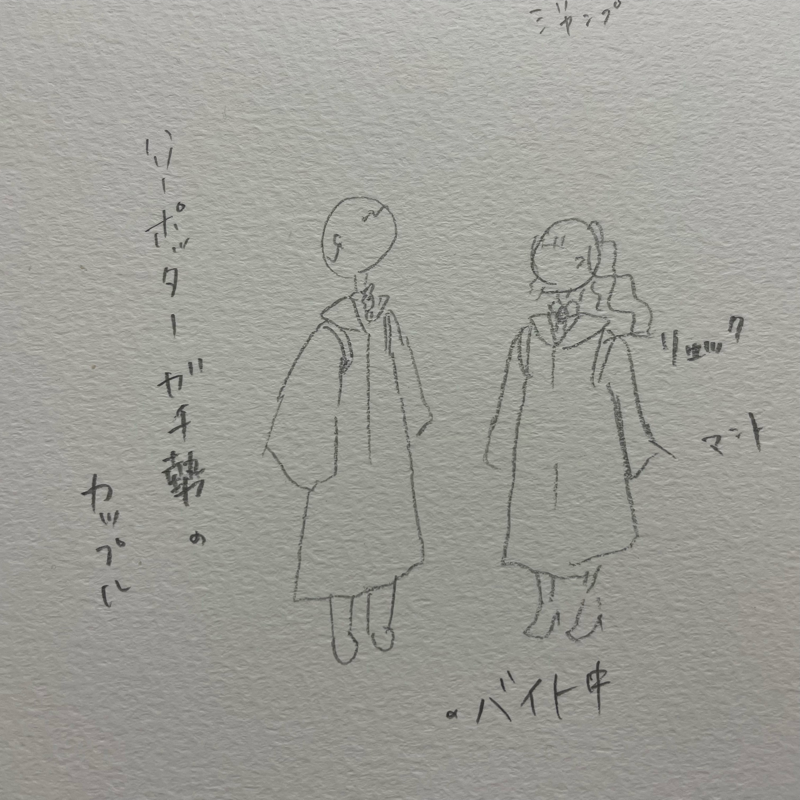 ジャンプ
ハリーポッターガチ勢の
カップル
リュック
マント
バイト中